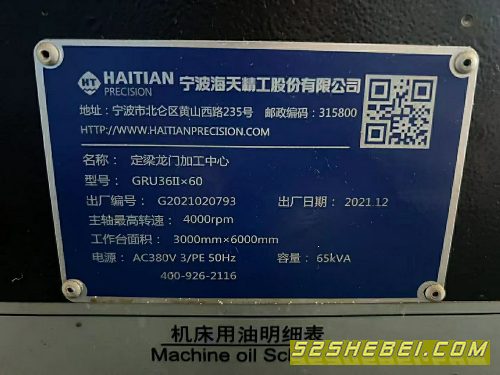 HT HAITIAN PRECISION 宁波海天精工股份有限公司
地址：宁波市北仑区黄山西路235号 邮政编码：315800
HTTP://WWW.HAITIANPRECISION.COM
名称： 定梁龙门加工中心
型号： GRU36II×60
出厂编号： G2021020793 出厂日期： 2021.12
主轴最高转速： 4000rpm
工作台面积： 3000mm×6000mm
电源： AC380V 3/PE 50Hz 容量： 65kVA
400-926-2116
机床用油明细表
Machine oil Sc
52SHEBEI.COM